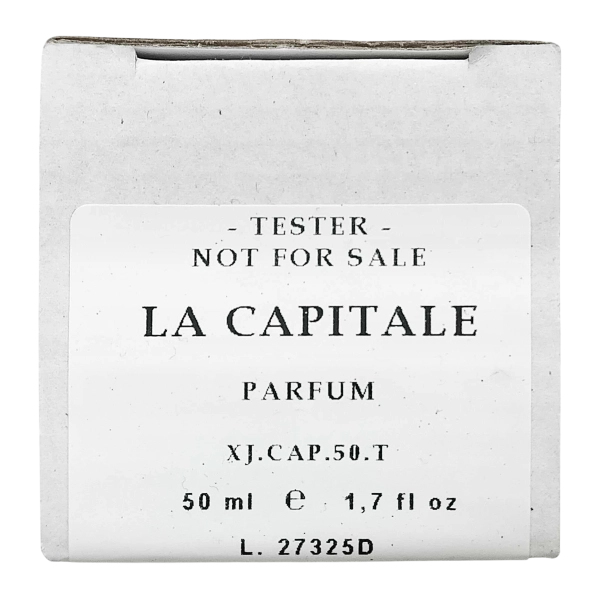 - TESTER -
NOT FOR SALE
LA CAPITALE
PARFUM
XJ.CAP.50.T
50 ml ℮ 1,7 fl oz
L. 27325D